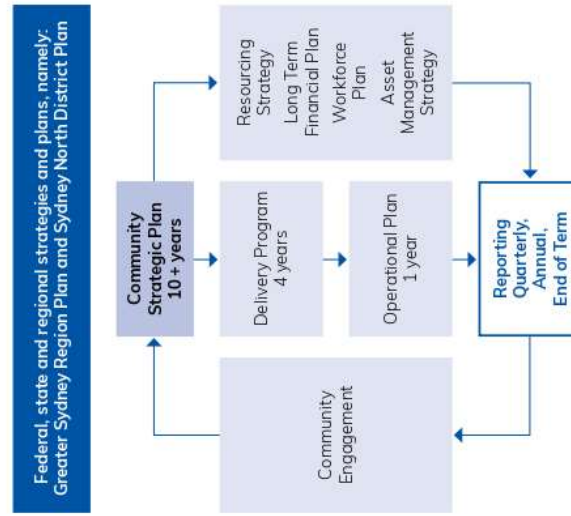 Federal, state and regional strategies and plans, namely:
Greater Sydney Region Plan and Sydney North District Plan
Community
Strategic Plan
10 + years
Community
Engagement
Delivery Program
4 years
Operational Plan
1 year
Resourcing
Strategy
Long Term
Financial Plan
Workforce
Plan
Asset
Management
Strategy
Reporting
Quarterly,
Annual,
End of Term